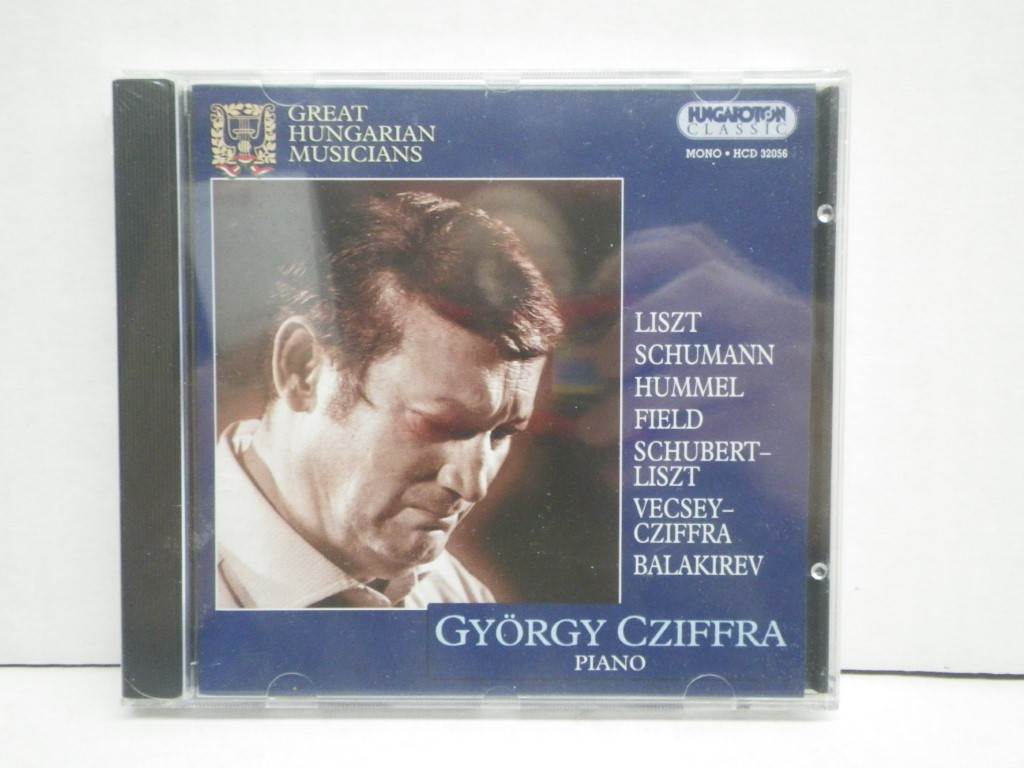 GREAT
HUNGARIAN
MUSICIANS
HUNGAROTON
CLASSIC
MONO • HCD 32056
LISZT
SCHUMANN
HUMMEL
FIELD
SCHUBERT–
LISZT
VECSEY–
CZIFFRA
BALAKIREV
GYÖRGY CZIFFRA
PIANO